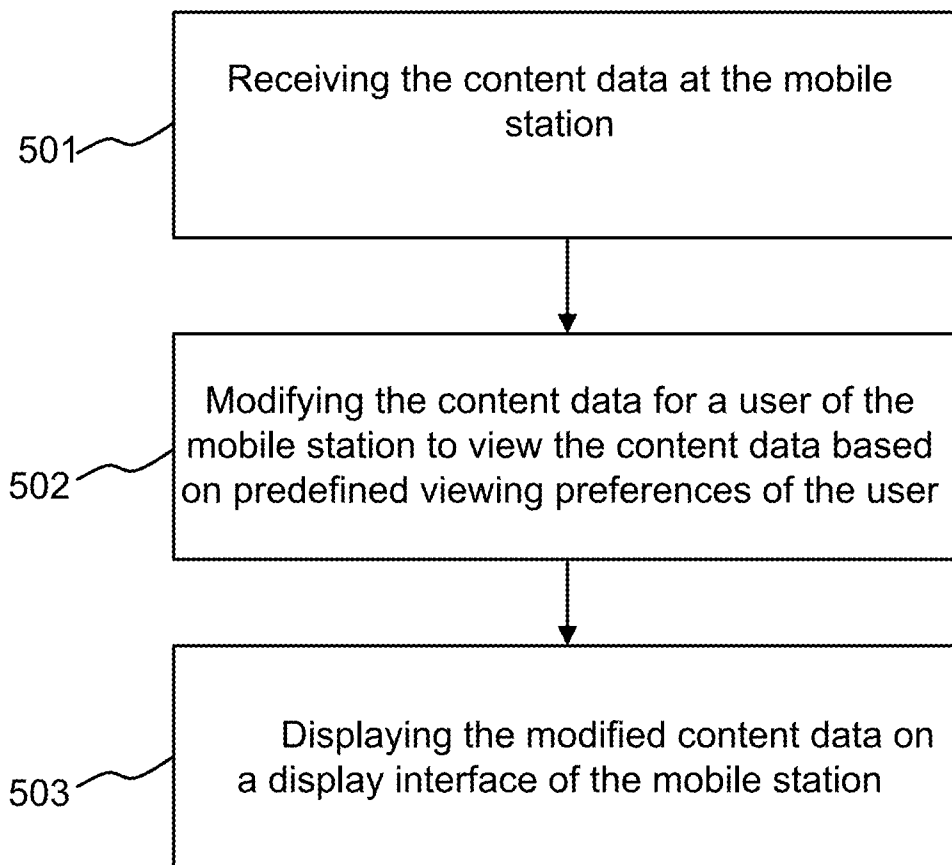 Receiving the content data at the mobile
station
501
Modifying the content data for a user of the
mobile station to view the content data based
on predefined viewing preferences of the user
502
Displaying the modified content data on
a display interface of the mobile station
503